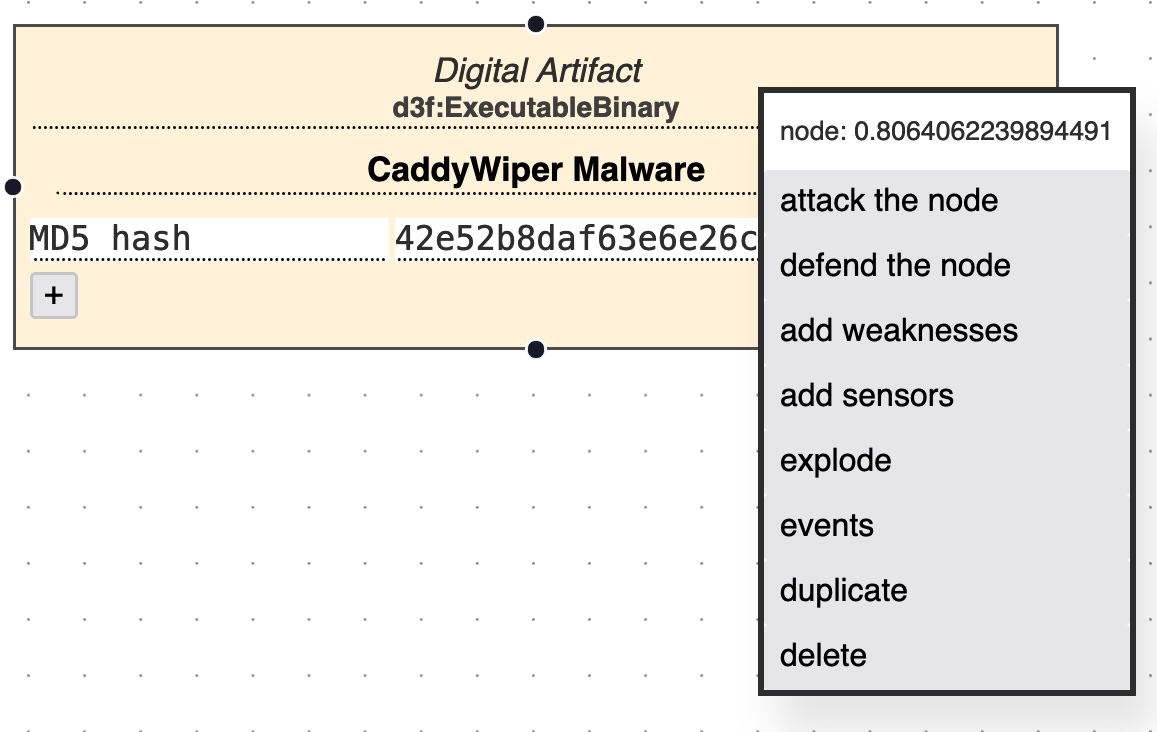 Digital Artifact
d3f:ExecutableBinary
CaddyWiper Malware
MD5 hash 42e52b8daf63e6e26c
+
node: 0.8064062239894491
attack the node
defend the node
add weaknesses
add sensors
explode
events
duplicate
delete